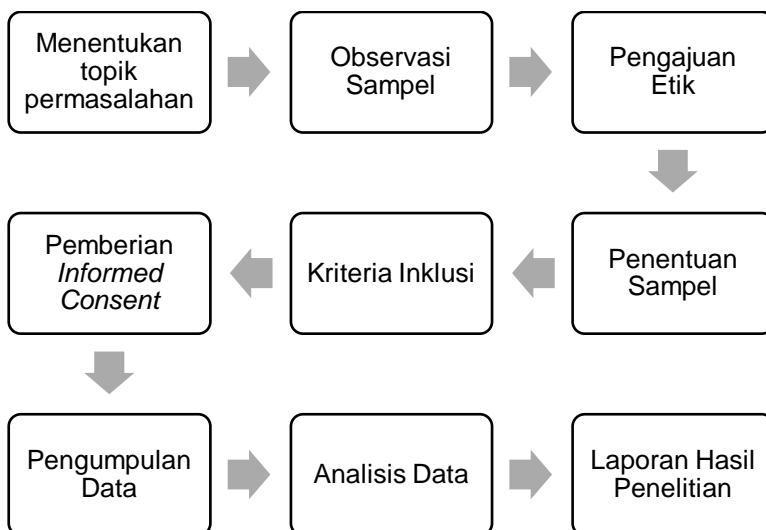 Menentukan
topik
permasalahan
Observasi
Sampel
Pengajuan
Etik
Penentuan
Sampel
Kriteria Inklusi
Pemberian
Informed
Consent
Pengumpulan
Data
Analisis Data
Laporan Hasil
Penelitian